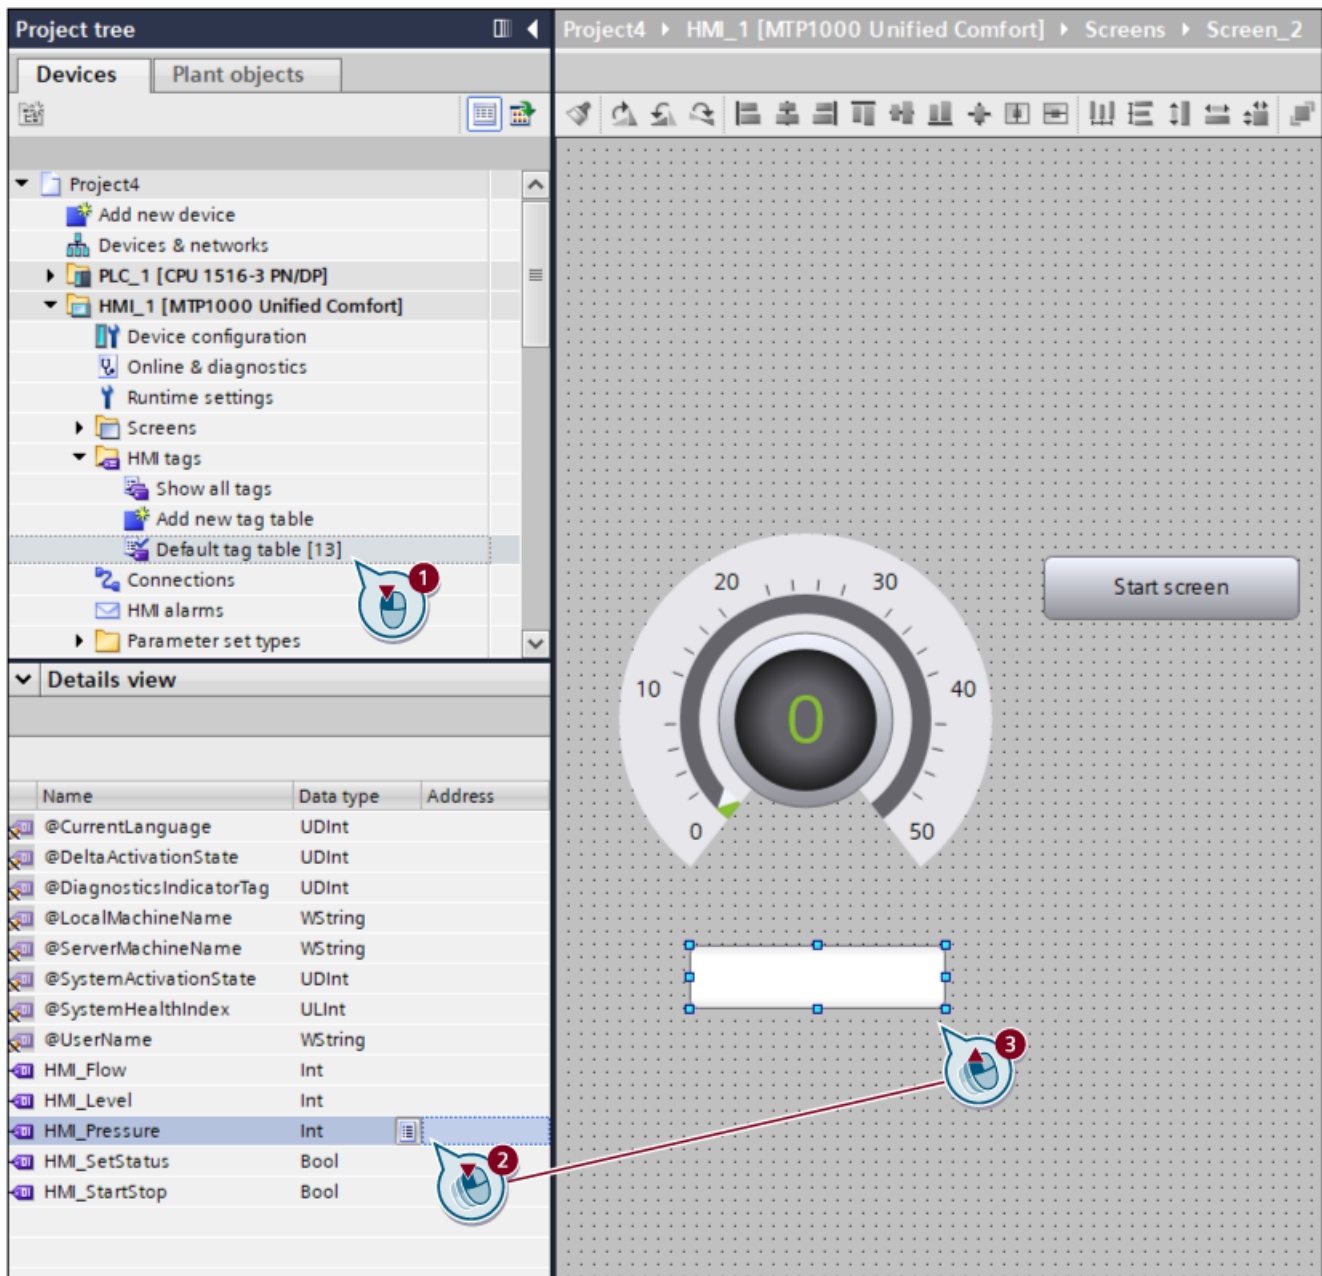 Project tree
Project4 HMI_1 [MTP1000 Unified Comfort] Screens Screen_2
Devices Plant objects
Project4
Add new device
Devices & networks
PLC_1 [CPU 1516-3 PN/DP]
HMI_1 [MTP1000 Unified Comfort]
Device configuration
Online & diagnostics
Runtime settings
Screens
HMI tags
Show all tags
Add new tag table
Default tag table [13]
Connections
HMI alarms
Parameter set types
1
Details view
Name Data type Address
@CurrentLanguage UDInt
@DeltaActivationState UDInt
@DiagnosticsIndicatorTag UDInt
@LocalMachineName WString
@ServerMachineName WString
@SystemActivationState UDInt
@SystemHealthIndex ULInt
@UserName WString
HMI_Flow Int
HMI_Level Int
HMI_Pressure Int
HMI_SetStatus Bool
HMI_StartStop Bool
2
20 30
10 40
0
0 50
Start screen
3